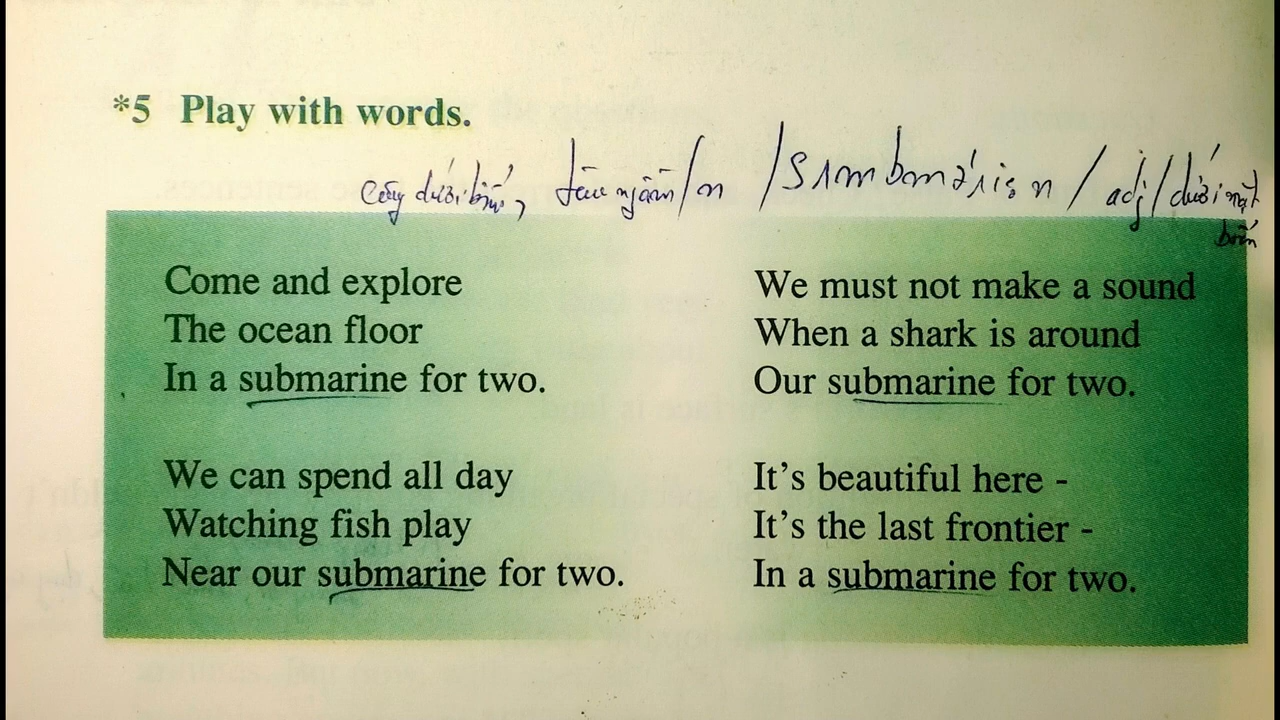 *5 Play with words.
dưới biển, tàu ngầm/n / adj/dưới mặt
biển
Come and explore
The ocean floor
In a submarine for two.
We can spend all day
Watching fish play
Near our submarine for two.
We must not make a sound
When a shark is around
Our submarine for two.
It’s beautiful here -
It’s the last frontier -
In a submarine for two.